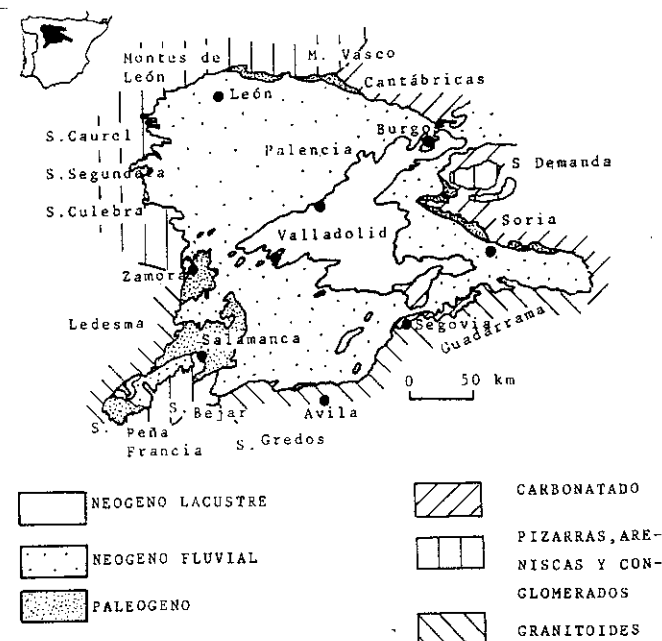 Montes de
León
M. Vasco
Cantábricas
León
S.Caurel
Burgos
Palencia
S.Segundera
S Demanda
S.Culebra
Valladolid
Soria
Zamora
Ledesma
Salamanca
Segovia
Guadarrama
0 50 km
S. Bejar
Avila
S. Peña
Francia
S. Gredos
NEOGENO LACUSTRE
NEOGENO FLUVIAL
PALEOGENO
CARBONATADO
PIZARRAS, ARE-
NISCAS Y CON-
GLOMERADOS
GRANITOIDES